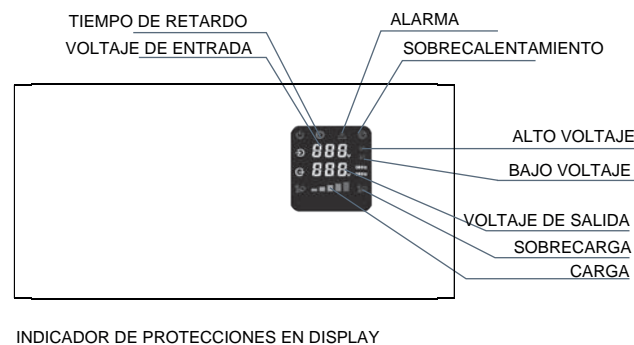 TIEMPO DE RETARDO
ALARMA
VOLTAJE DE ENTRADA
SOBRECALENTAMIENTO
ALTO VOLTAJE
888
BAJO VOLTAJE
888
VOLTAJE DE SALIDA
SOBRECARGA
CARGA
INDICADOR DE PROTECCIONES EN DISPLAY